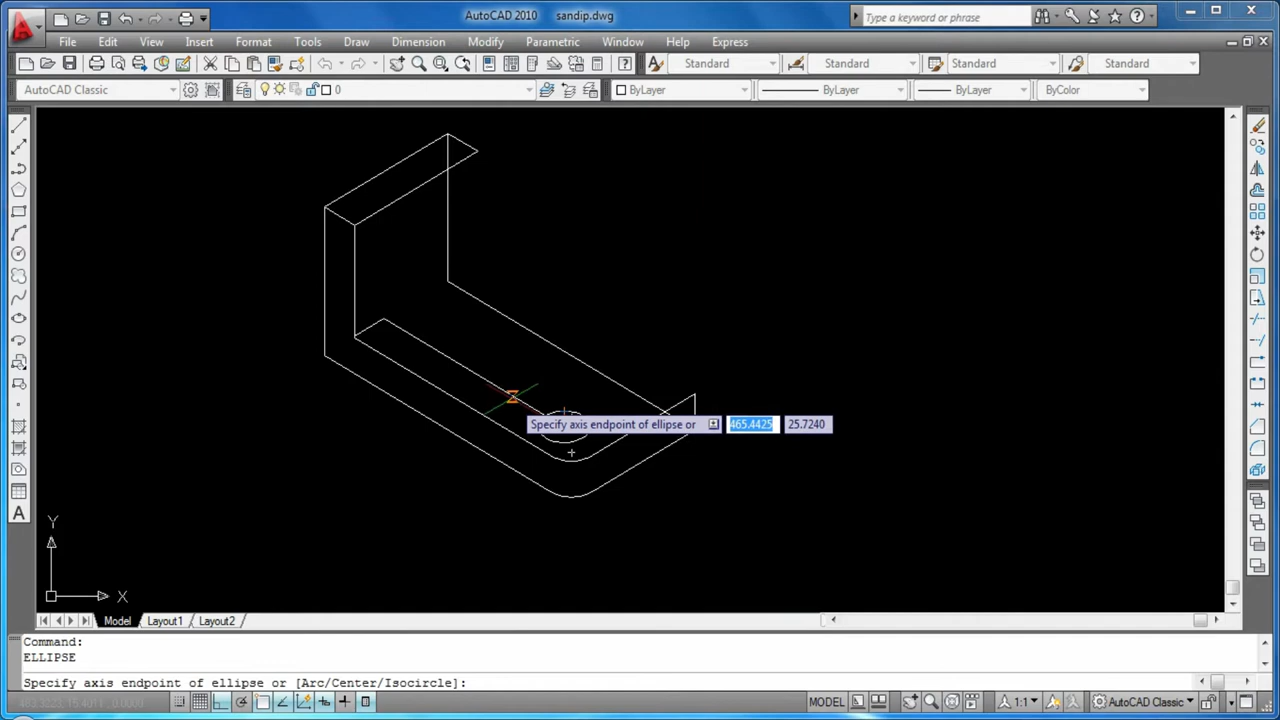 AutoCAD 2010 sandip.dwg
Type a keyword or phrase
File Edit View Insert Format Tools Draw Dimension Modify Parametric Window Help Express
Standard Standard Standard Standard
AutoCAD Classic 0 ByLayer ByLayer ByLayer ByColor
Specify axis endpoint of ellipse or 465.4425 25.7240
Y
X
A
Model Layout1 Layout2
Command:
ELLIPSE
Specify axis endpoint of ellipse or [Arc/Center/Isocircle]:
MODEL 1:1 AutoCAD Classic